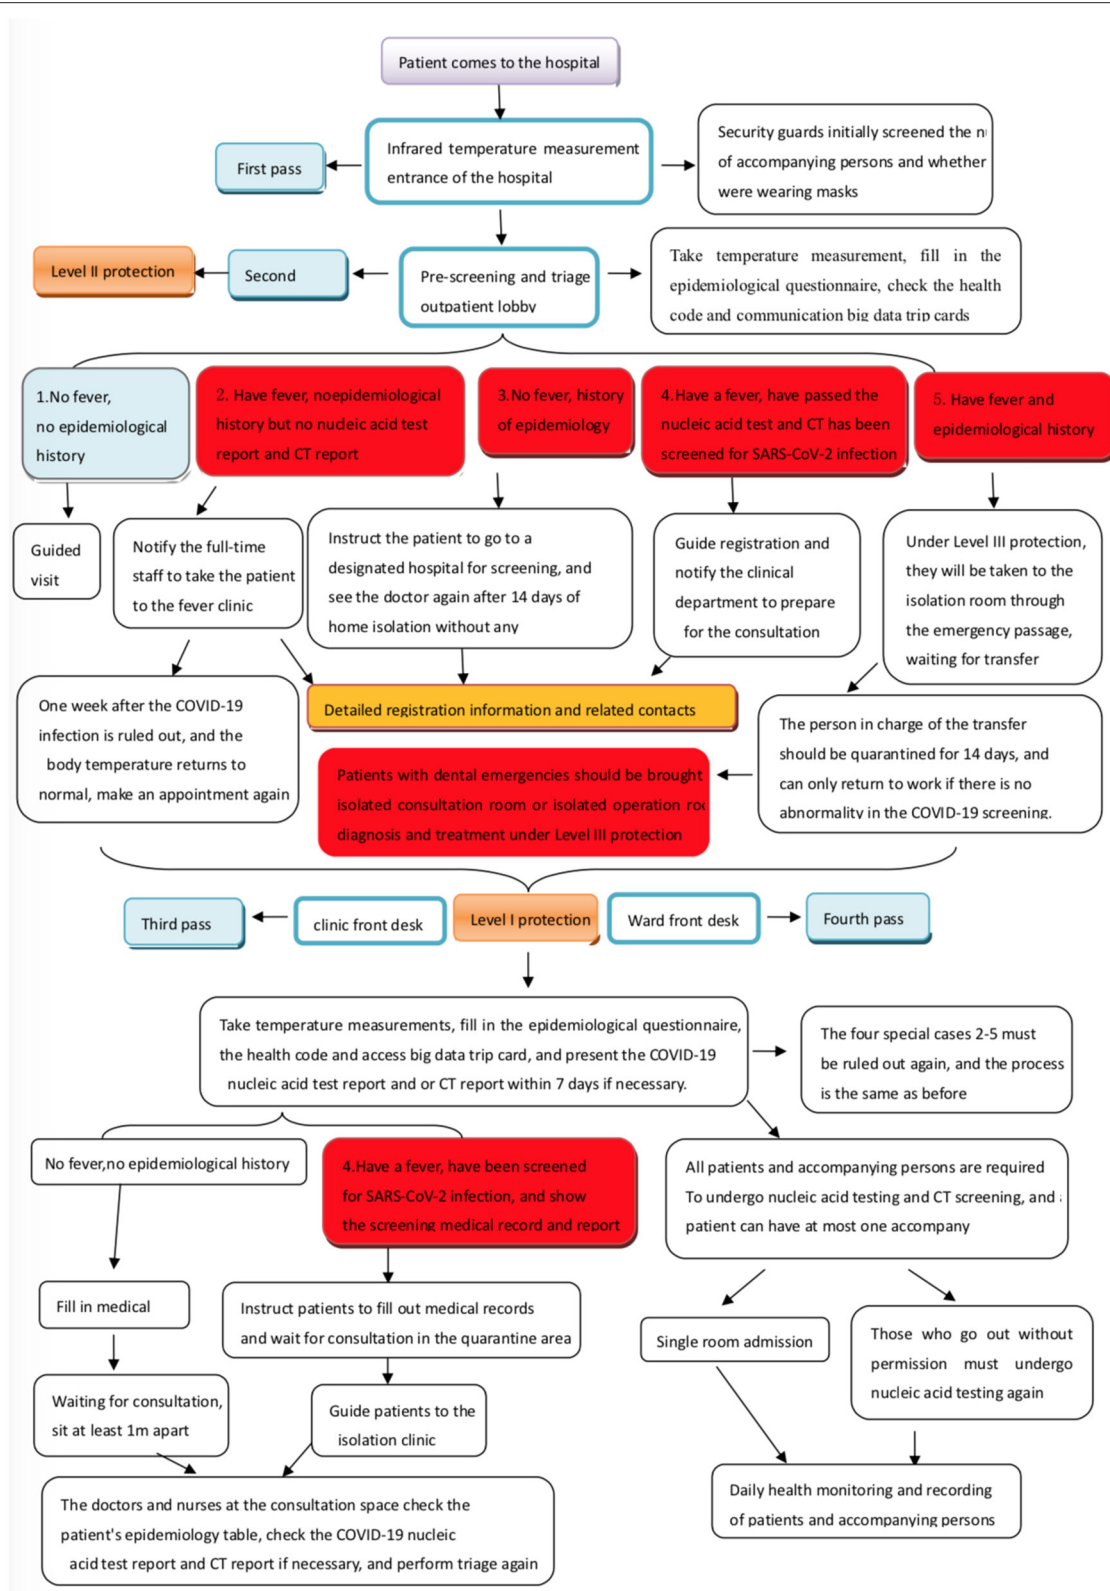 Patient comes to the hospital
First pass
Infrared temperature measurement
entrance of the hospital
Security guards initially screened the
of accompanying persons and whether
were wearing masks
Level II protection
Second
Pre-screening and triage
outpatient lobby
Take temperature measurement, fill in the
epidemiological questionnaire, check the health
code and communication big data trip cards
1.No fever,
no epidemiological
history
2. Have fever, noepidemiological
history but no nucleic acid test
report and CT report
3.No fever, history
of epidemiology
4.Have a fever, have passed the
nucleic acid test and CT has been
screened for SARS-CoV-2 infection
5. Have fever and
epidemiological history
Guided
visit
Notify the full-time
staff to take the patient
to the fever clinic
Instruct the patient to go to a
designated hospital for screening, and
see the doctor again after 14 days of
home isolation without any
Guide registration and
notify the clinical
department to prepare
for the consultation
Under Level III protection,
they will be taken to the
isolation room through
the emergency passage,
waiting for transfer
One week after the COVID-19
infection is ruled out, and the
body temperature returns to
normal, make an appointment again
Detailed registration information and related contacts
Patients with dental emergencies should be brought
isolated consultation room or isolated operation
diagnosis and treatment under Level III protection
The person in charge of the transfer
should be quarantined for 14 days, and
can only return to work if there is no
abnormality in the COVID-19 screening.
Third pass
clinic front desk
Level I protection
Ward front desk
Fourth pass
Take temperature measurements, fill in the epidemiological questionnaire,
the health code and access big data trip card, and present the COVID-19
nucleic acid test report and or CT report within 7 days if necessary.
The four special cases 2-5 must
be ruled out again, and the process
is the same as before
No fever,no epidemiological history
4.Have a fever, have been screened
for SARS-CoV-2 infection, and show
the screening medical record and report
All patients and accompanying persons are required
To undergo nucleic acid testing and CT screening, and
patient can have at most one accompany
Fill in medical
Instruct patients to fill out medical records
and wait for consultation in the quarantine area
Single room admission
Those who go out without
permission must undergo
nucleic acid testing again
Waiting for consultation,
sit at least 1m apart
Guide patients to the
isolation clinic
Daily health monitoring and recording
of patients and accompanying persons
The doctors and nurses at the consultation space check the
patient's epidemiology table, check the COVID-19 nucleic
acid test report and CT report if necessary, and perform triage again